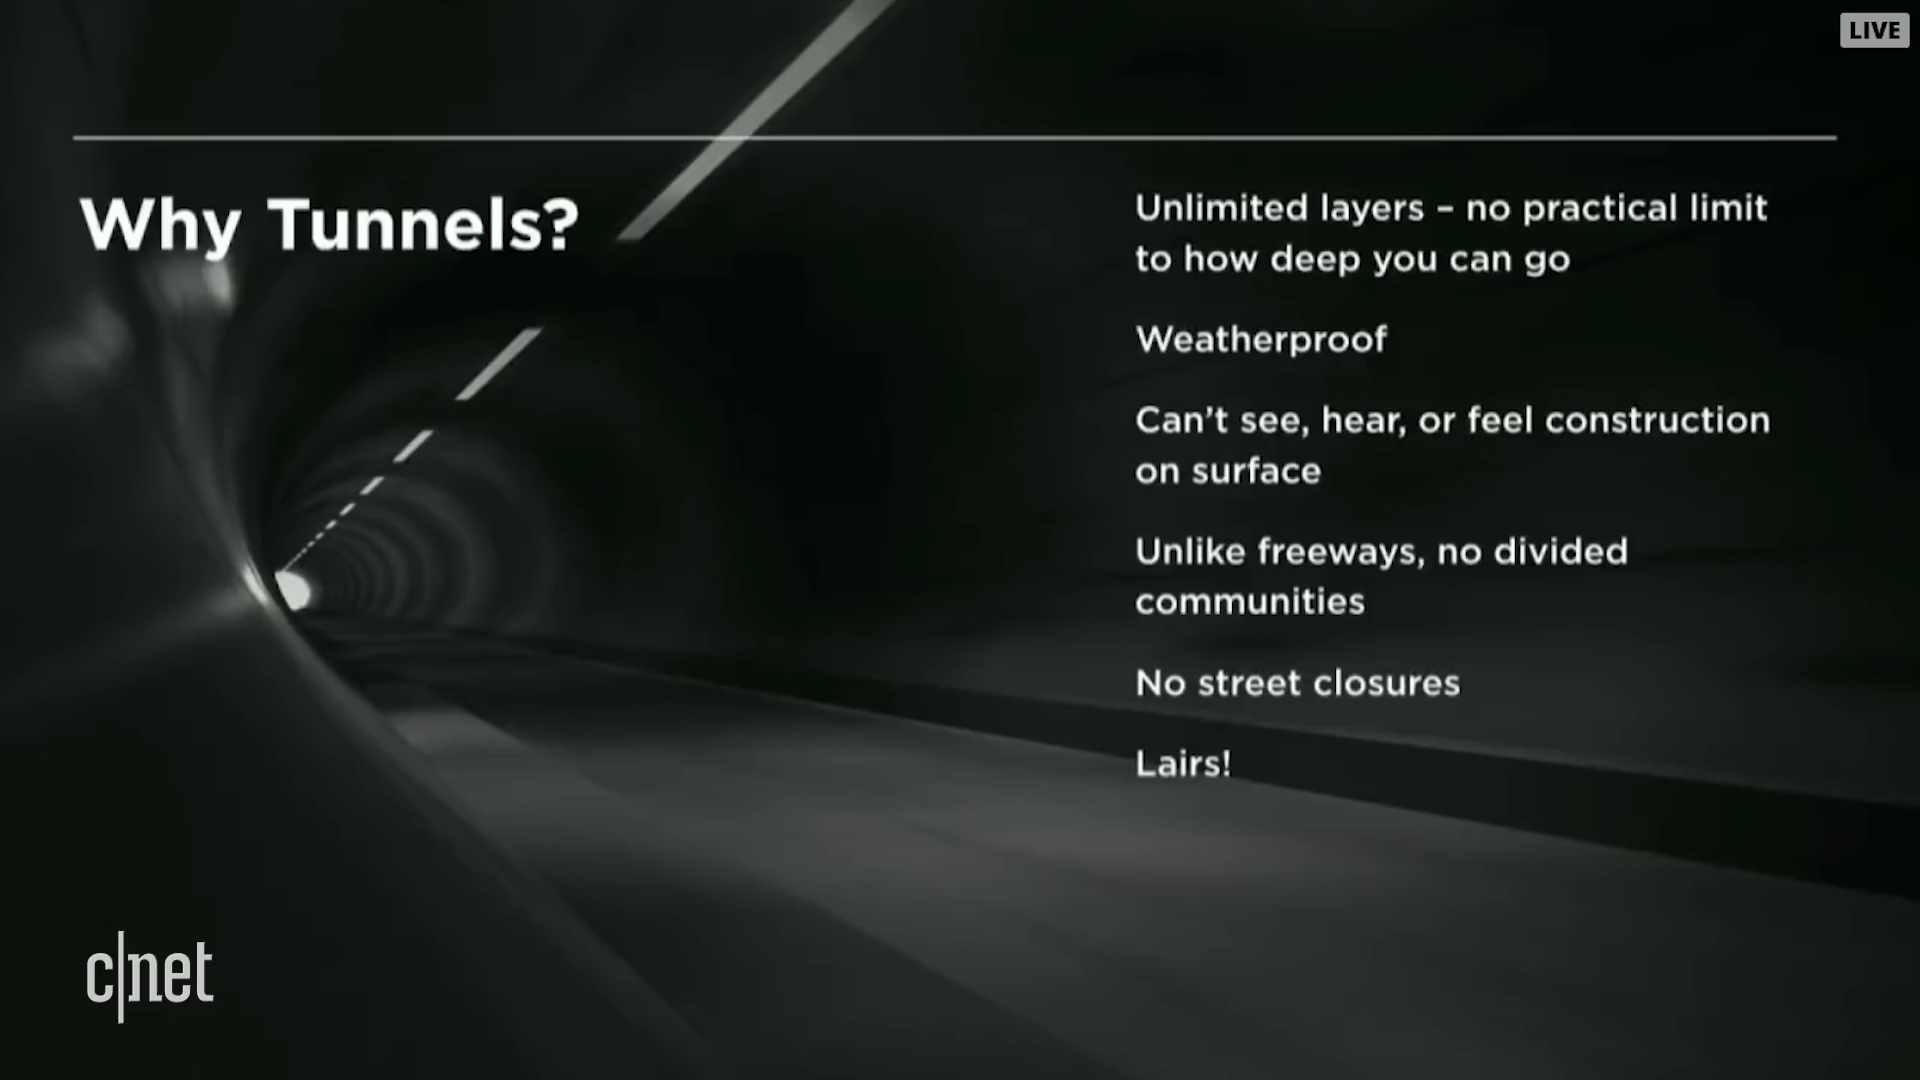 LIVE
Why Tunnels?
Unlimited layers – no practical limit
to how deep you can go
Weatherproof
Can’t see, hear, or feel construction
on surface
Unlike freeways, no divided
communities
No street closures
Lairs!
c|net